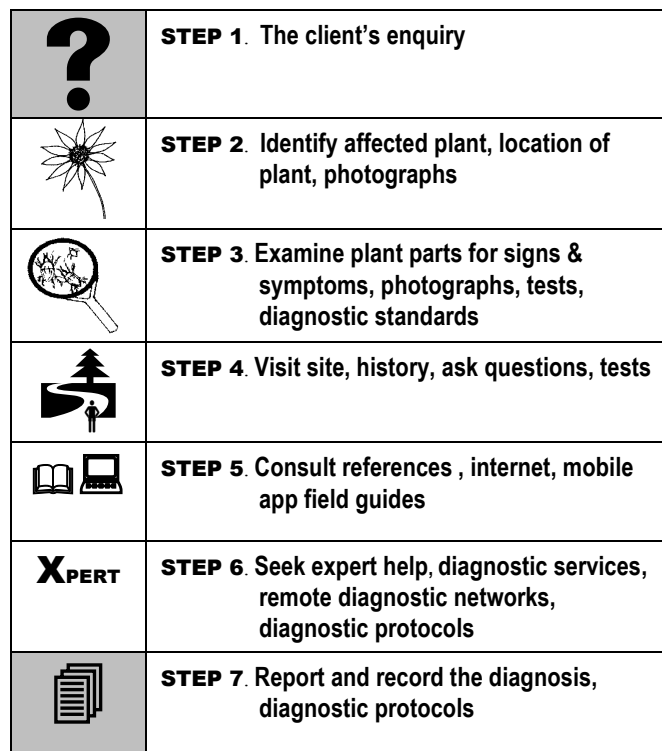 ?
STEP 1. The client's enquiry
STEP 2. Identify affected plant, location of
plant, photographs
STEP 3. Examine plant parts for signs &
symptoms, photographs, tests,
diagnostic standards
STEP 4. Visit site, history, ask questions, tests
STEP 5. Consult references , internet, mobile
app field guides
XPERT
STEP 6. Seek expert help, diagnostic services,
remote diagnostic networks,
diagnostic protocols
STEP 7. Report and record the diagnosis,
diagnostic protocols